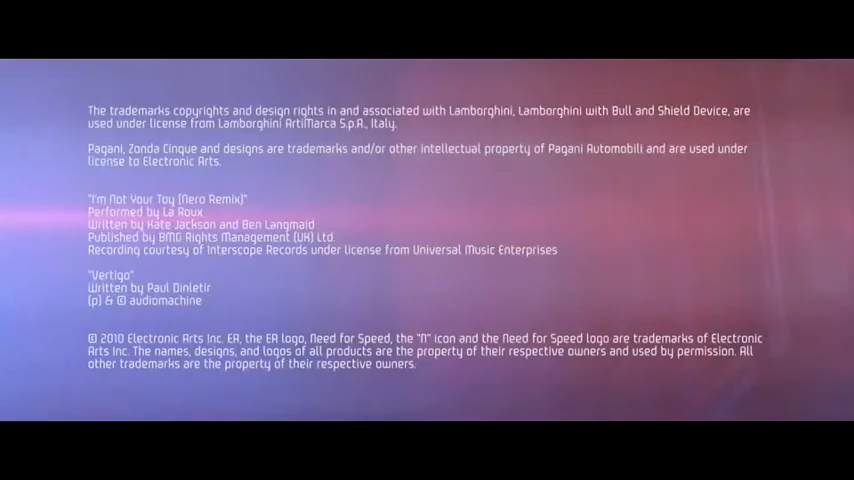 The trademarks copyrights and design rights in and associated with Lamborghini, Lamborghini with Bull and Shield Device, are
used under license from Lamborghini ArtiMarca S.p.A., Italy.
Pagani, Zonda Cinque and designs are trademarks and/or other intellectual property of Pagani Automobili and are used under
license to Electronic Arts.
"I'm Not Your Toy (Nero Remix)"
Performed by La Roux
Written by Kate Jackson and Ben Langmaid
Published by BMG Rights Management (UK) Ltd.
Recording courtesy of Interscope Records under license from Universal Music Enterprises
"Vertigo"
Written by Paul Dinletir
(p) & © audiomachine
© 2010 Electronic Arts Inc. EA, the EA logo, Need for Speed, the "N" icon and the Need for Speed logo are trademarks of Electronic
Arts Inc. The names, designs, and logos of all products are the property of their respective owners and used by permission. All
other trademarks are the property of their respective owners.